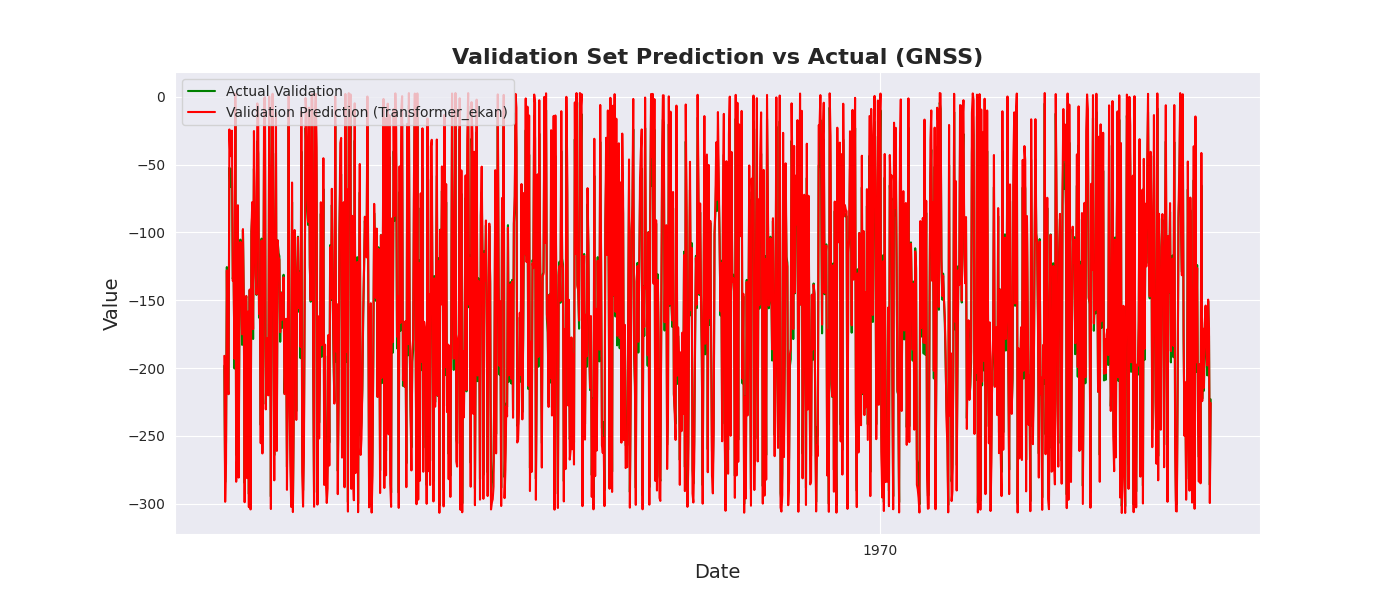 Validation Set Prediction vs Actual (GNSS)
Actual Validation
Validation Prediction (Transformer_ekan)
Value
0
−50
−100
−150
−200
−250
−300
1970
Date